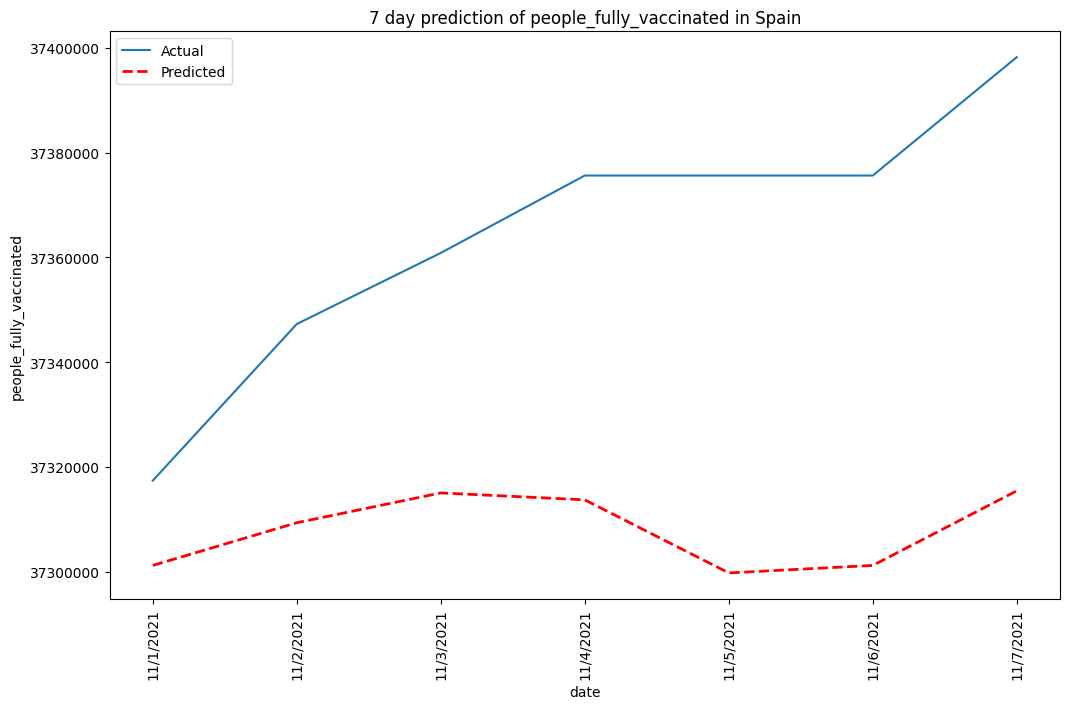 7 day prediction of people_fully_vaccinated in Spain
Actual
Predicted
37400000
37380000
37360000
37340000
37320000
37300000
people_fully_vaccinated
11/1/2021
11/2/2021
11/3/2021
11/4/2021
11/5/2021
11/6/2021
11/7/2021
date